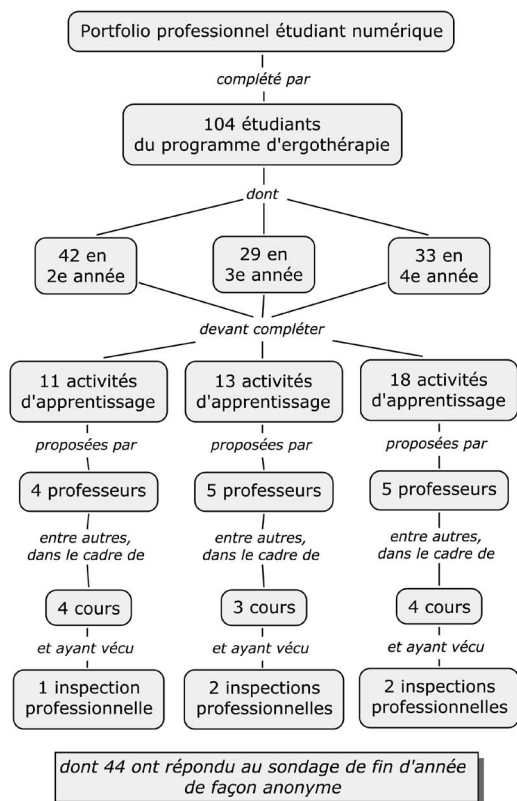 Portfolio professionnel étudiant numérique
complété par
104 étudiants
du programme d'ergothérapie
dont
42 en
2e année
29 en
3e année
33 en
4e année
devant compléter
11 activités
d'apprentissage
13 activités
d'apprentissage
18 activités
d'apprentissage
proposées par
proposées par
proposées par
4 professeurs
5 professeurs
5 professeurs
entre autres,
dans le cadre de
entre autres,
dans le cadre de
entre autres,
dans le cadre de
4 cours
3 cours
4 cours
et ayant vécu
et ayant vécu
et ayant vécu
1 inspection
professionnelle
2 inspections
professionnelles
2 inspections
professionnelles
dont 44 ont répondu au sondage de fin d'année
de façon anonyme